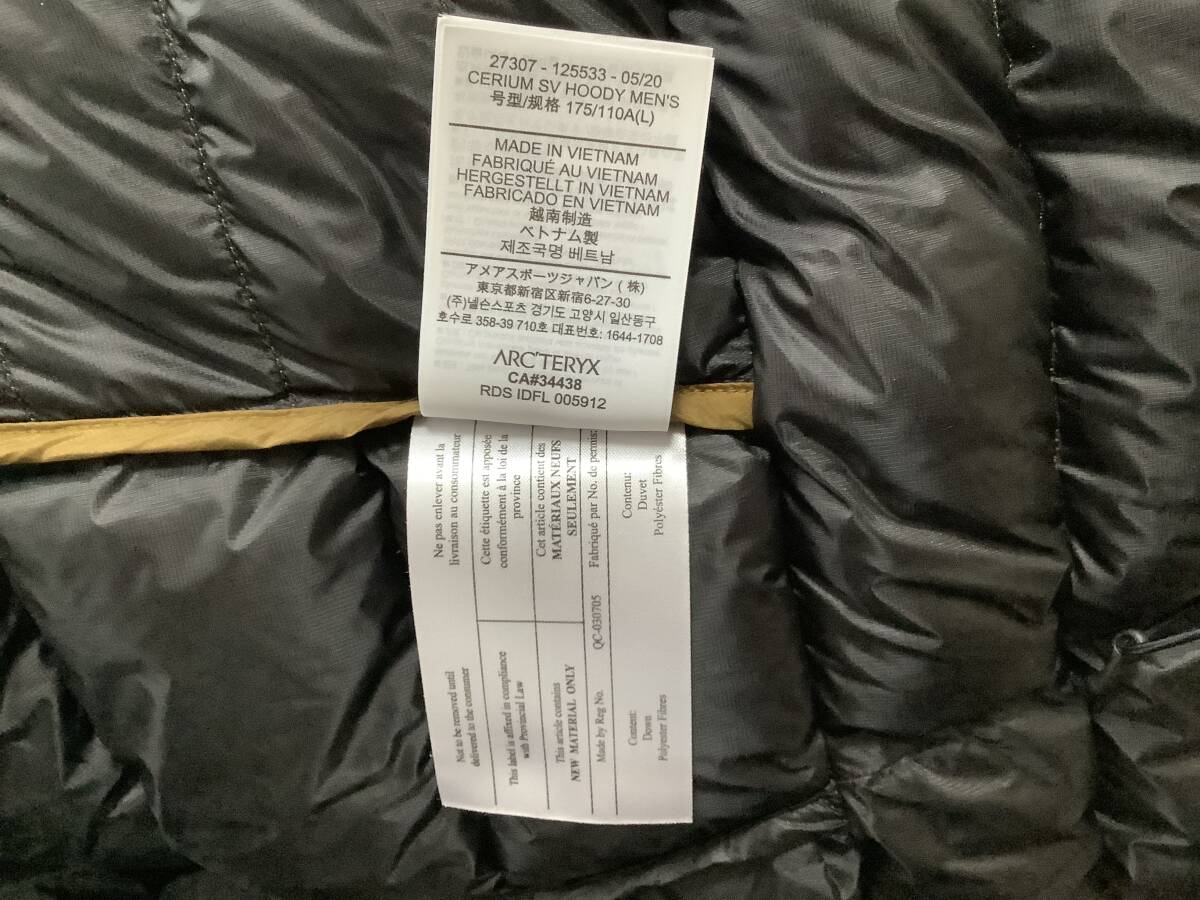 27307 - 125533 - 05/20
CERIUM SV HOODY MEN'S
号型/规格 175/110A(L)
MADE IN VIETNAM
FABRIQUÉ AU VIETNAM
HERGESTELLT IN VIETNAM
FABRICADO EN VIETNAM
越南制造
ベトナム製
제조국명 베트남
アメアスポーツジャパン (株)
東京都新宿区新宿6-27-30
(주)넬슨스포츠 경기도 고양시 일산동구
호수로 358-39 710호 대표번호: 1644-1708
ARC'TERYX
CA#34438
RDS IDFL 005912
Not to be removed until
delivered to the consumer
Ne pas enlever avant la
livraison au consommateur
This label is affixed in compliance
with Provincial Law
Cette étiquette est apposée
conformément à la loi de la
province
This article contains
NEW MATERIAL ONLY
Cet article contient des
MATÉRIAUX NEUFS
SEULEMENT
Made by Reg No. QC-030705 Fabriqué par No. de permis:
Content:
Down
Polyester Fibres
Contenu:
Duvet
Polyéster Fibres